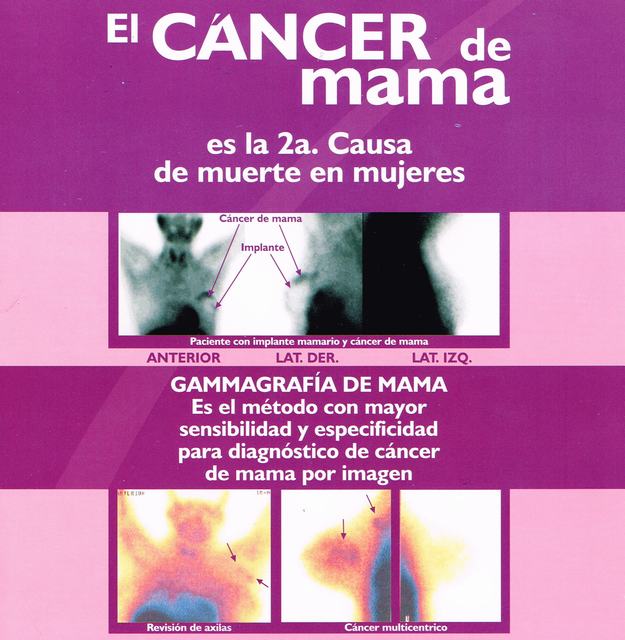 El CÁNCER de
mama
es la 2a. Causa
de muerte en mujeres
Cáncer de mama
Implante
Paciente con implante mamario y cáncer de mama
ANTERIOR LAT. DER. LAT. IZQ.
GAMMAGRAFÍA DE MAMA
Es el método con mayor
sensibilidad y especificidad
para diagnóstico de cáncer
de mama por imagen
Revisión de axilas
Cáncer multicentrico